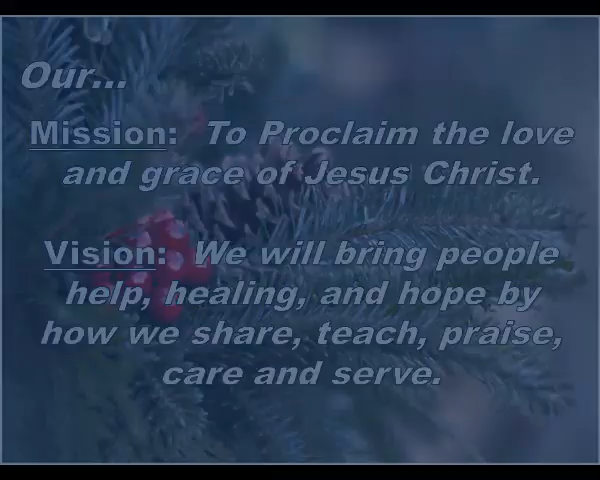 Our...
Mission:  To Proclaim the love
and grace of Jesus Christ.
Vision:  We will bring people
help, healing, and hope by
how we share, teach, praise,
care and serve.